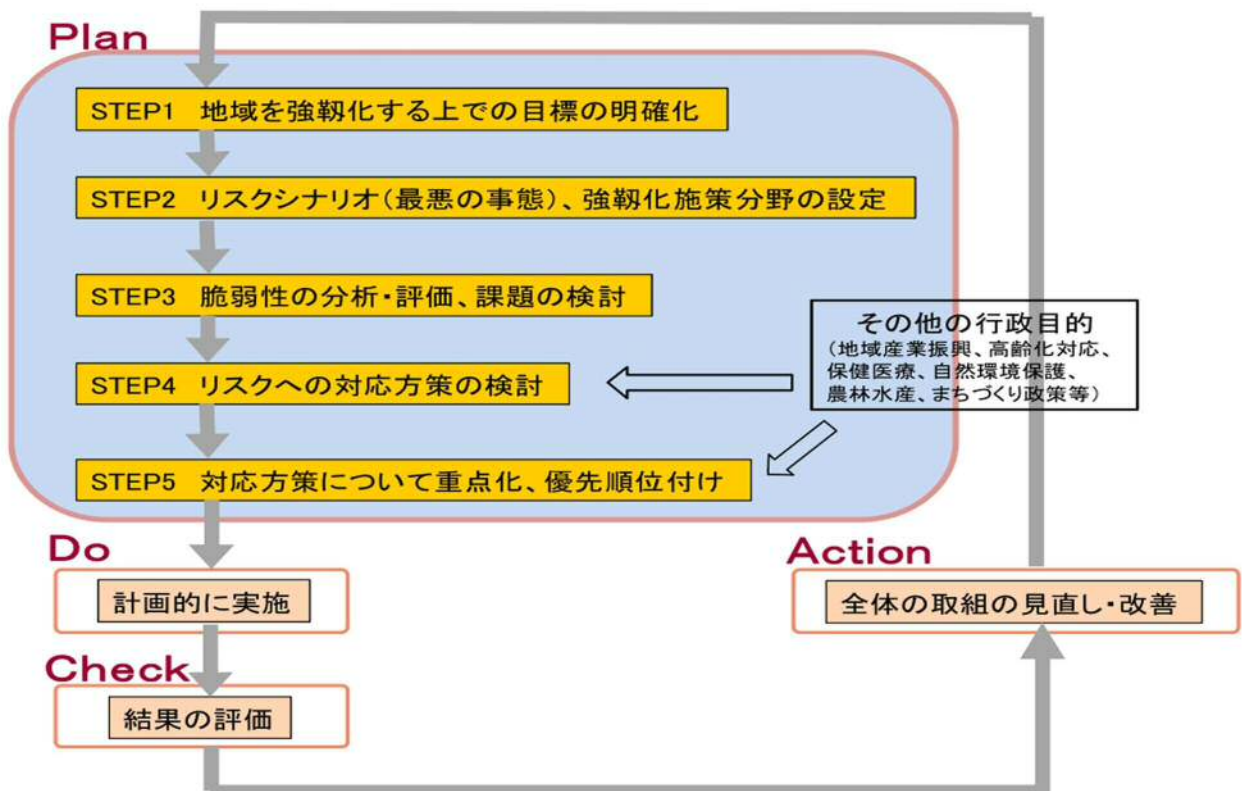 Plan
STEP1 地域を強靱化する上での目標の明確化
STEP2 リスクシナリオ(最悪の事態)、強靱化施策分野の設定
STEP3 脆弱性の分析・評価、課題の検討
その他の行政目的
(地域産業振興、高齢化対応、
保健医療、自然環境保護、
農林水産、まちづくり政策等)
STEP4 リスクへの対応方策の検討
STEP5 対応方策について重点化、優先順位付け
Do
計画的に実施
Check
結果の評価
Action
全体の取組の見直し・改善